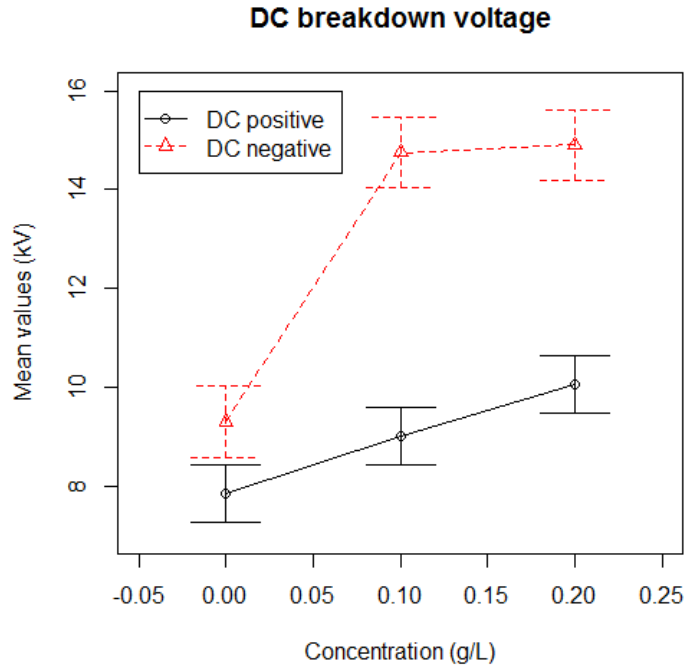 DC breakdown voltage
DC positive
DC negative
Mean values (kV)
16
14
12
10
8
-0.05 0.00 0.05 0.10 0.15 0.20 0.25
Concentration (g/L)